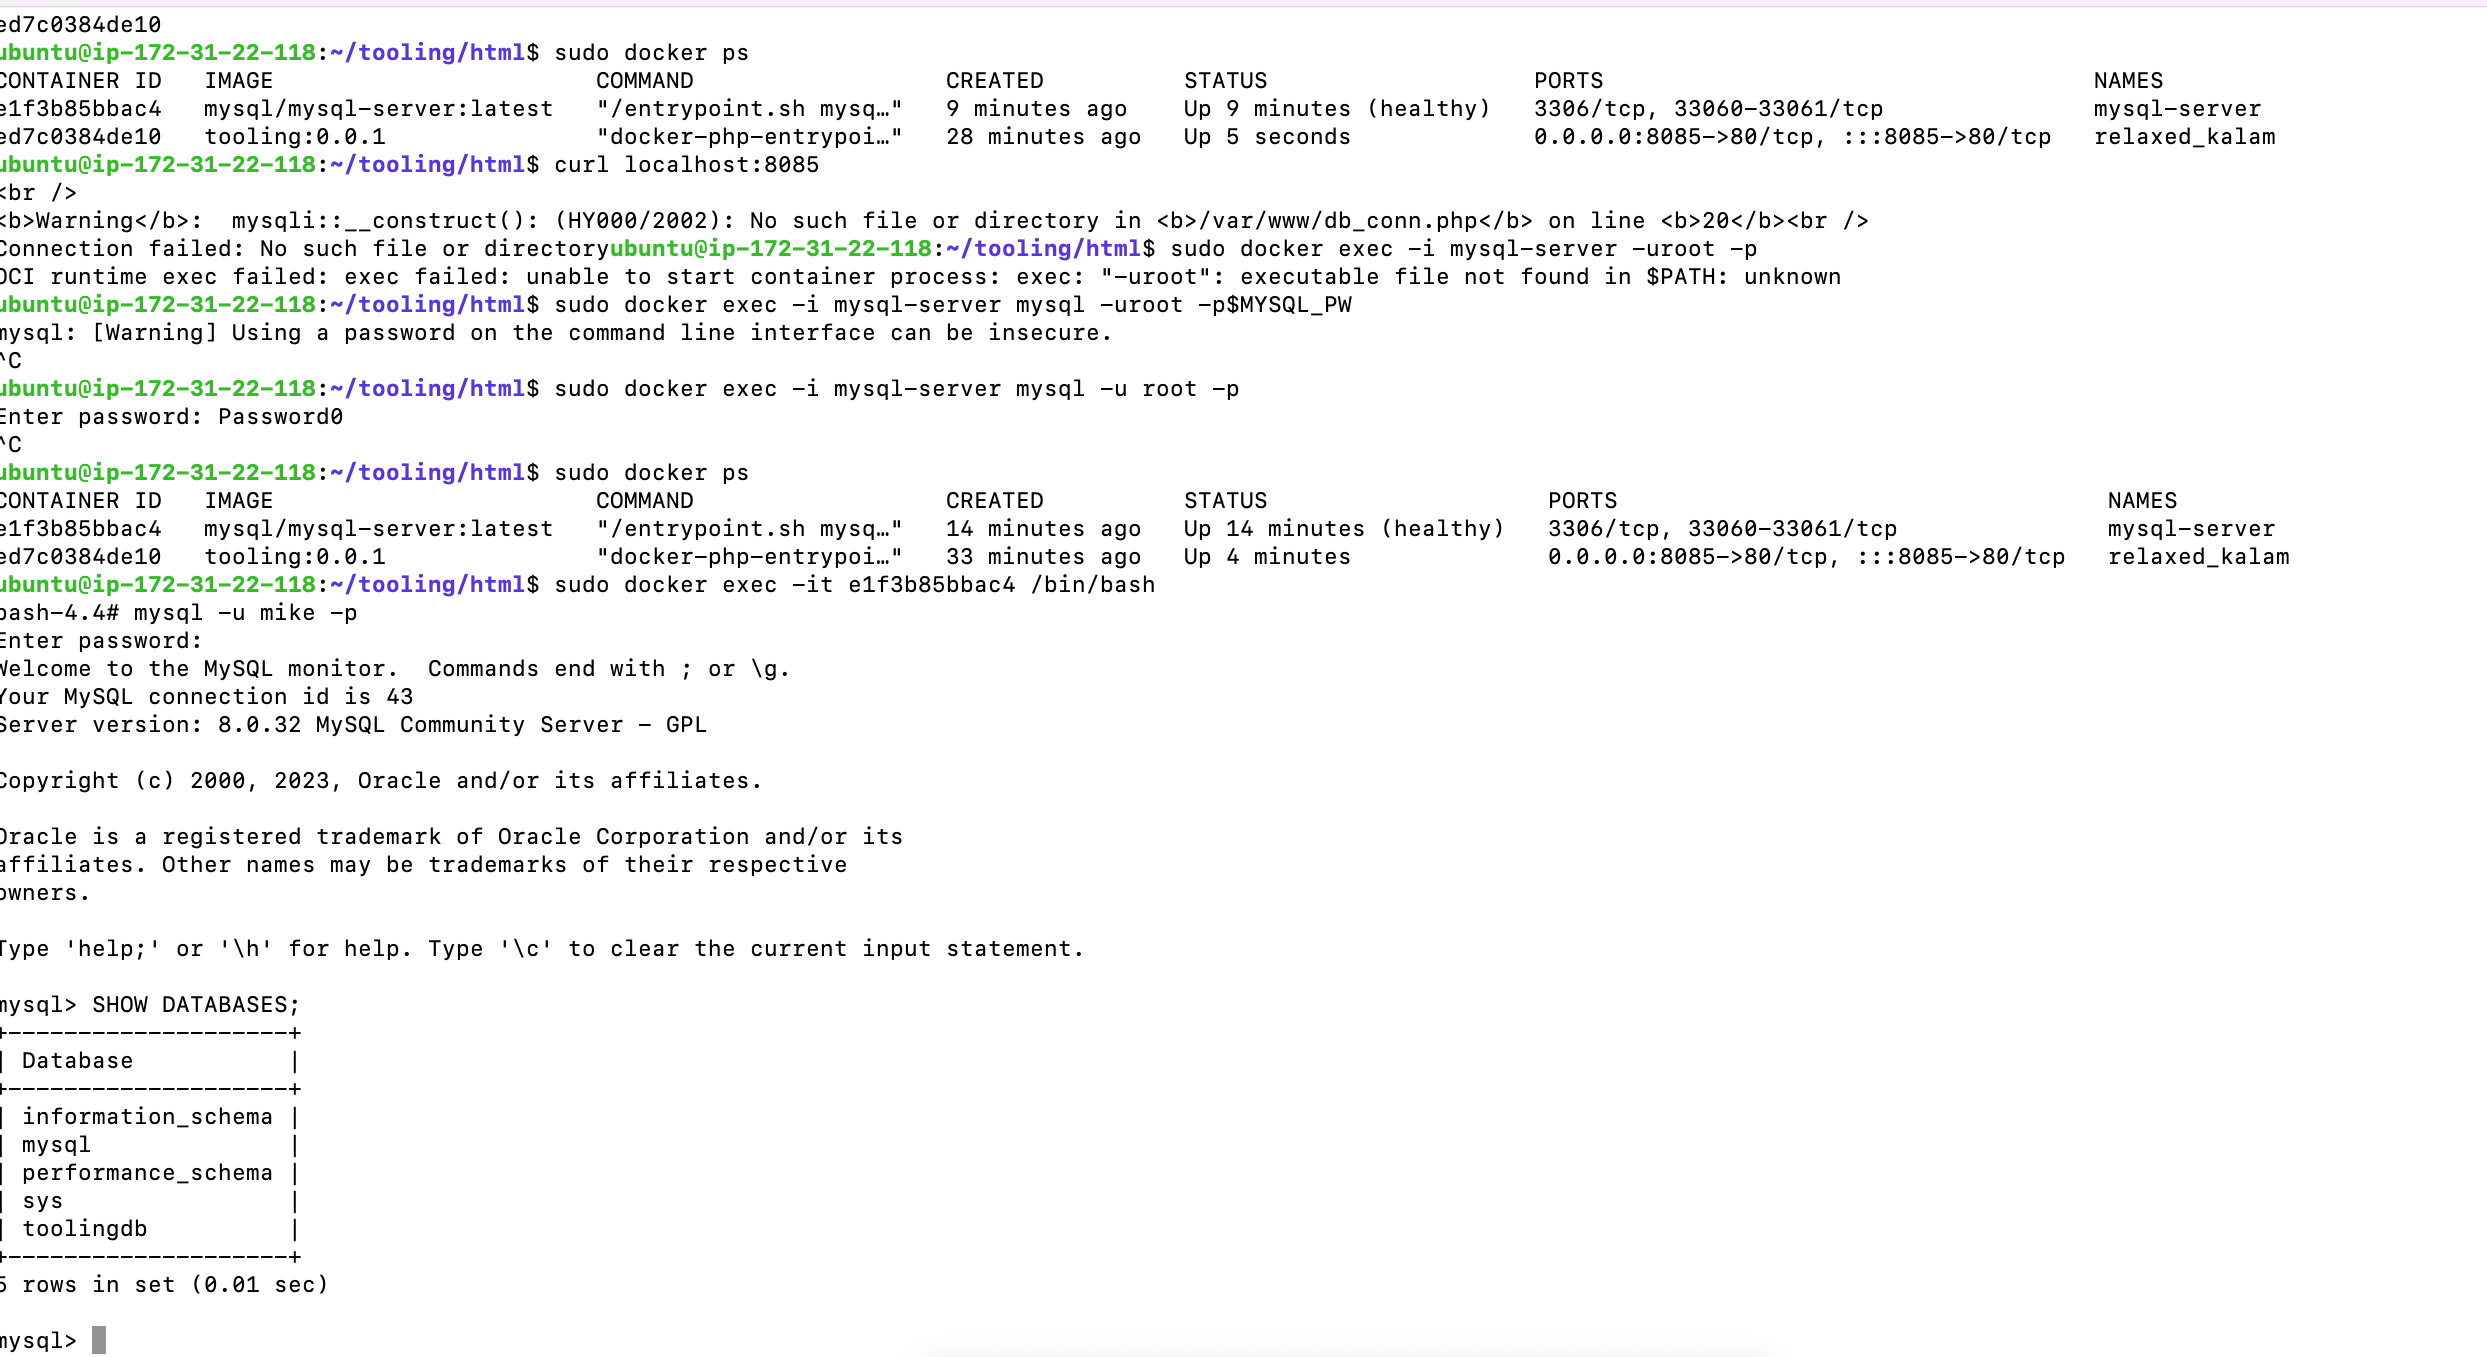 ed7c0384de10
ubuntu@ip-172-31-22-118:~/tooling/html$ sudo docker ps
CONTAINER ID   IMAGE                       COMMAND                  CREATED          STATUS                   PORTS                                   NAMES
e1f3b85bbac4   mysql/mysql-server:latest   "/entrypoint.sh mysq…"   9 minutes ago    Up 9 minutes (healthy)   3306/tcp, 33060-33061/tcp               mysql-server
ed7c0384de10   tooling:0.0.1               "docker-php-entrypoi…"   28 minutes ago   Up 5 seconds             0.0.0.0:8085->80/tcp, :::8085->80/tcp   relaxed_kalam
ubuntu@ip-172-31-22-118:~/tooling/html$ curl localhost:8085
<br />
<b>Warning</b>:  mysqli::__construct(): (HY000/2002): No such file or directory in <b>/var/www/db_conn.php</b> on line <b>20</b><br />
Connection failed: No such file or directoryubuntu@ip-172-31-22-118:~/tooling/html$ sudo docker exec -i mysql-server -uroot -p
OCI runtime exec failed: exec failed: unable to start container process: exec: "-uroot": executable file not found in $PATH: unknown
ubuntu@ip-172-31-22-118:~/tooling/html$ sudo docker exec -i mysql-server mysql -uroot -p$MYSQL_PW
mysql: [Warning] Using a password on the command line interface can be insecure.
^C
ubuntu@ip-172-31-22-118:~/tooling/html$ sudo docker exec -i mysql-server mysql -u root -p
Enter password: Password0
^C
ubuntu@ip-172-31-22-118:~/tooling/html$ sudo docker ps
CONTAINER ID   IMAGE                       COMMAND                  CREATED          STATUS                    PORTS                                   NAMES
e1f3b85bbac4   mysql/mysql-server:latest   "/entrypoint.sh mysq…"   14 minutes ago   Up 14 minutes (healthy)   3306/tcp, 33060-33061/tcp               mysql-server
ed7c0384de10   tooling:0.0.1               "docker-php-entrypoi…"   33 minutes ago   Up 4 minutes              0.0.0.0:8085->80/tcp, :::8085->80/tcp   relaxed_kalam
ubuntu@ip-172-31-22-118:~/tooling/html$ sudo docker exec -it e1f3b85bbac4 /bin/bash
bash-4.4# mysql -u mike -p
Enter password:
Welcome to the MySQL monitor.  Commands end with ; or \g.
Your MySQL connection id is 43
Server version: 8.0.32 MySQL Community Server - GPL

Copyright (c) 2000, 2023, Oracle and/or its affiliates.

Oracle is a registered trademark of Oracle Corporation and/or its
affiliates. Other names may be trademarks of their respective
owners.

Type 'help;' or '\h' for help. Type '\c' to clear the current input statement.

mysql> SHOW DATABASES;
+--------------------+
| Database           |
+--------------------+
| information_schema |
| mysql              |
| performance_schema |
| sys                |
| toolingdb          |
+--------------------+
5 rows in set (0.01 sec)

mysql>